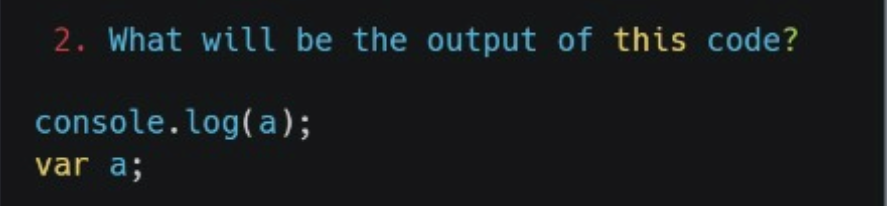 2. What will be the output of this code?
console.log(a);
var a;